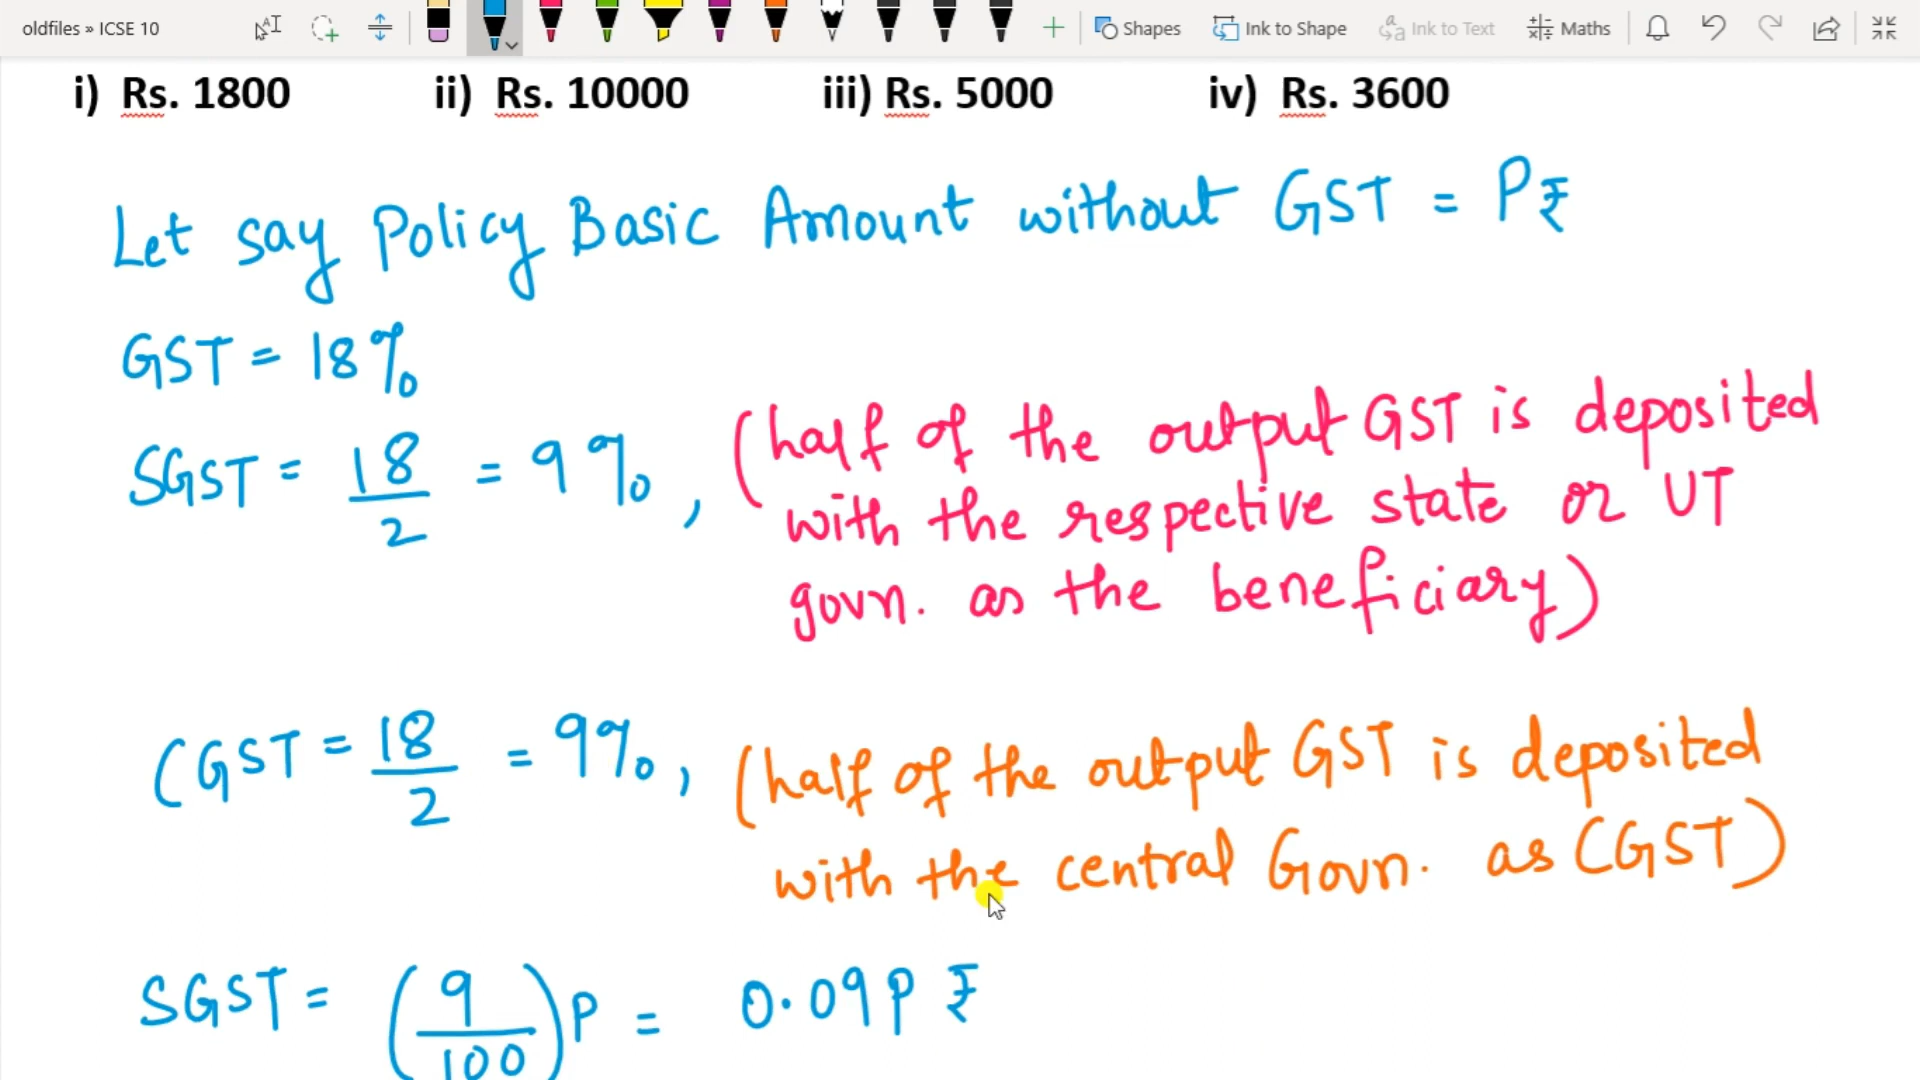 oldfiles » ICSE 10 Shapes Ink to Shape Ink to Text Maths
i) Rs. 1800 ii) Rs. 10000 iii) Rs. 5000 iv) Rs. 3600
Let say Policy Basic Amount without GST = P₹
GST = 18%
SGST = 18/2 = 9%, (half of the output GST is deposited
with the respective state or UT
govn. as the beneficiary)
CGST = 18/2 = 9%, (half of the output GST is deposited
with the central Govn. as CGST)
SGST = (9/100)P = 0.09P ₹